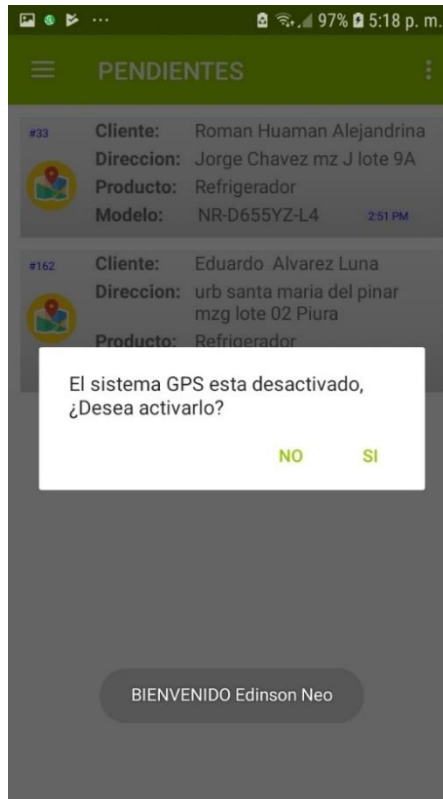 97% 5:18 p. m.
PENDIENTES
#33
Cliente: Roman Huaman Alejandrina
Direccion: Jorge Chavez mz J lote 9A
Producto: Refrigerador
Modelo: NR-D655YZ-L4 2:51 PM
#162
Cliente: Eduardo Alvarez Luna
Direccion: urb santa maria del pinar
mzg lote 02 Piura
Producto: Refrigerador
El sistema GPS esta desactivado,
¿Desea activarlo?
NO SI
BIENVENIDO Edinson Neo